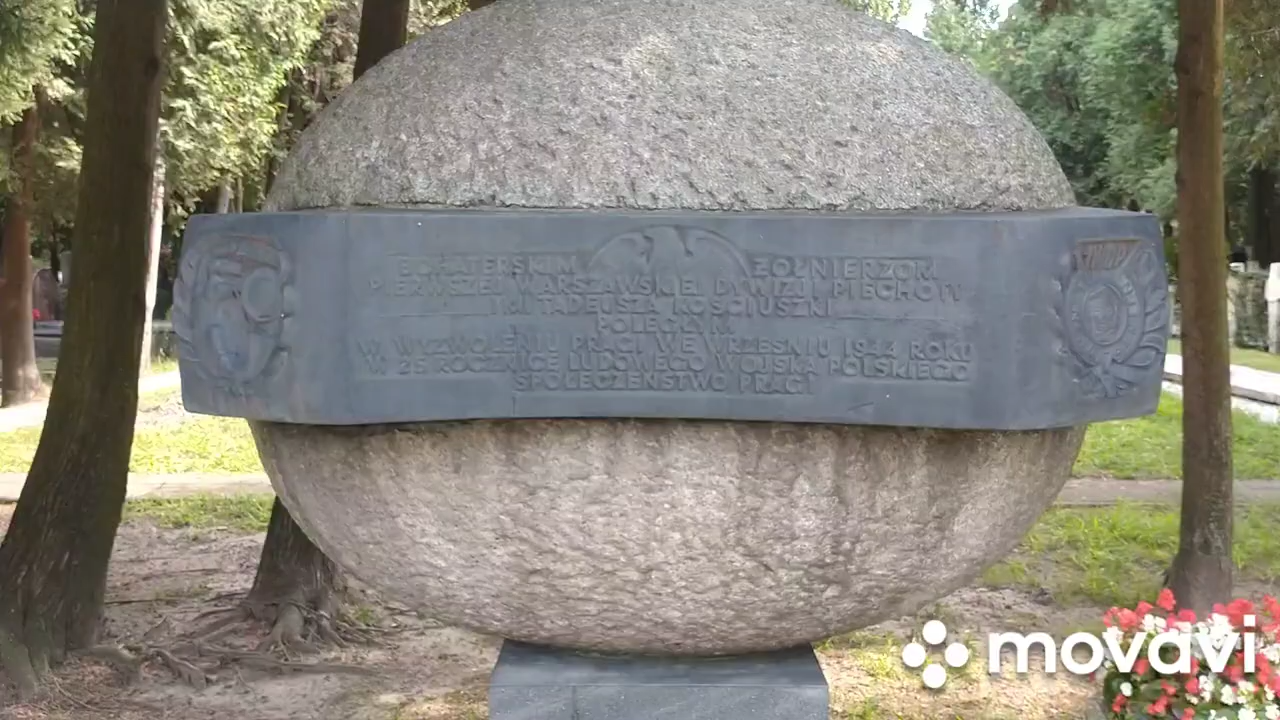 BOHATERSKIM ŻOŁNIERZOM
PIERWSZEJ WARSZAWSKIEJ DYWIZJI PIECHOTY
IM. TADEUSZA KOŚCIUSZKI
POLEGŁYM
W WYZWOLENIU PRAGI WE WRZEŚNIU 1944 ROKU
W 25 ROCZNICĘ LUDOWEGO WOJSKA POLSKIEGO
SPOŁECZEŃSTWO PRAGI
movavi